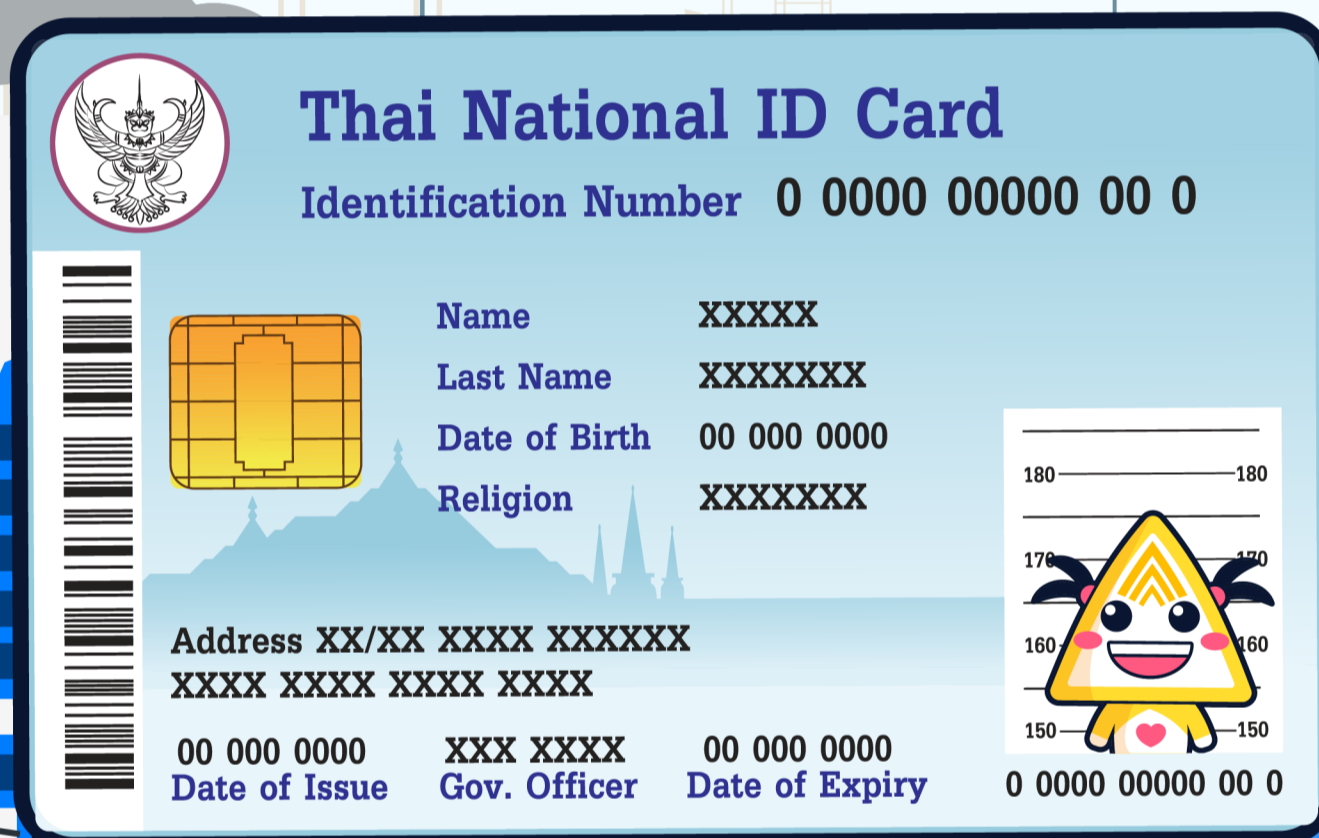 Thai National ID Card
Identification Number 0 0000 00000 00 0
Name XXXXX
Last Name XXXXXXX
Date of Birth 00 000 0000
Religion XXXXXXX
180 180
170 170
160 160
150 150
Address XX/XX XXXX XXXXXX
XXXX XXXX XXXX XXXX
00 000 0000 XXX XXXX 00 000 0000
Date of Issue Gov. Officer Date of Expiry
0 0000 00000 00 0